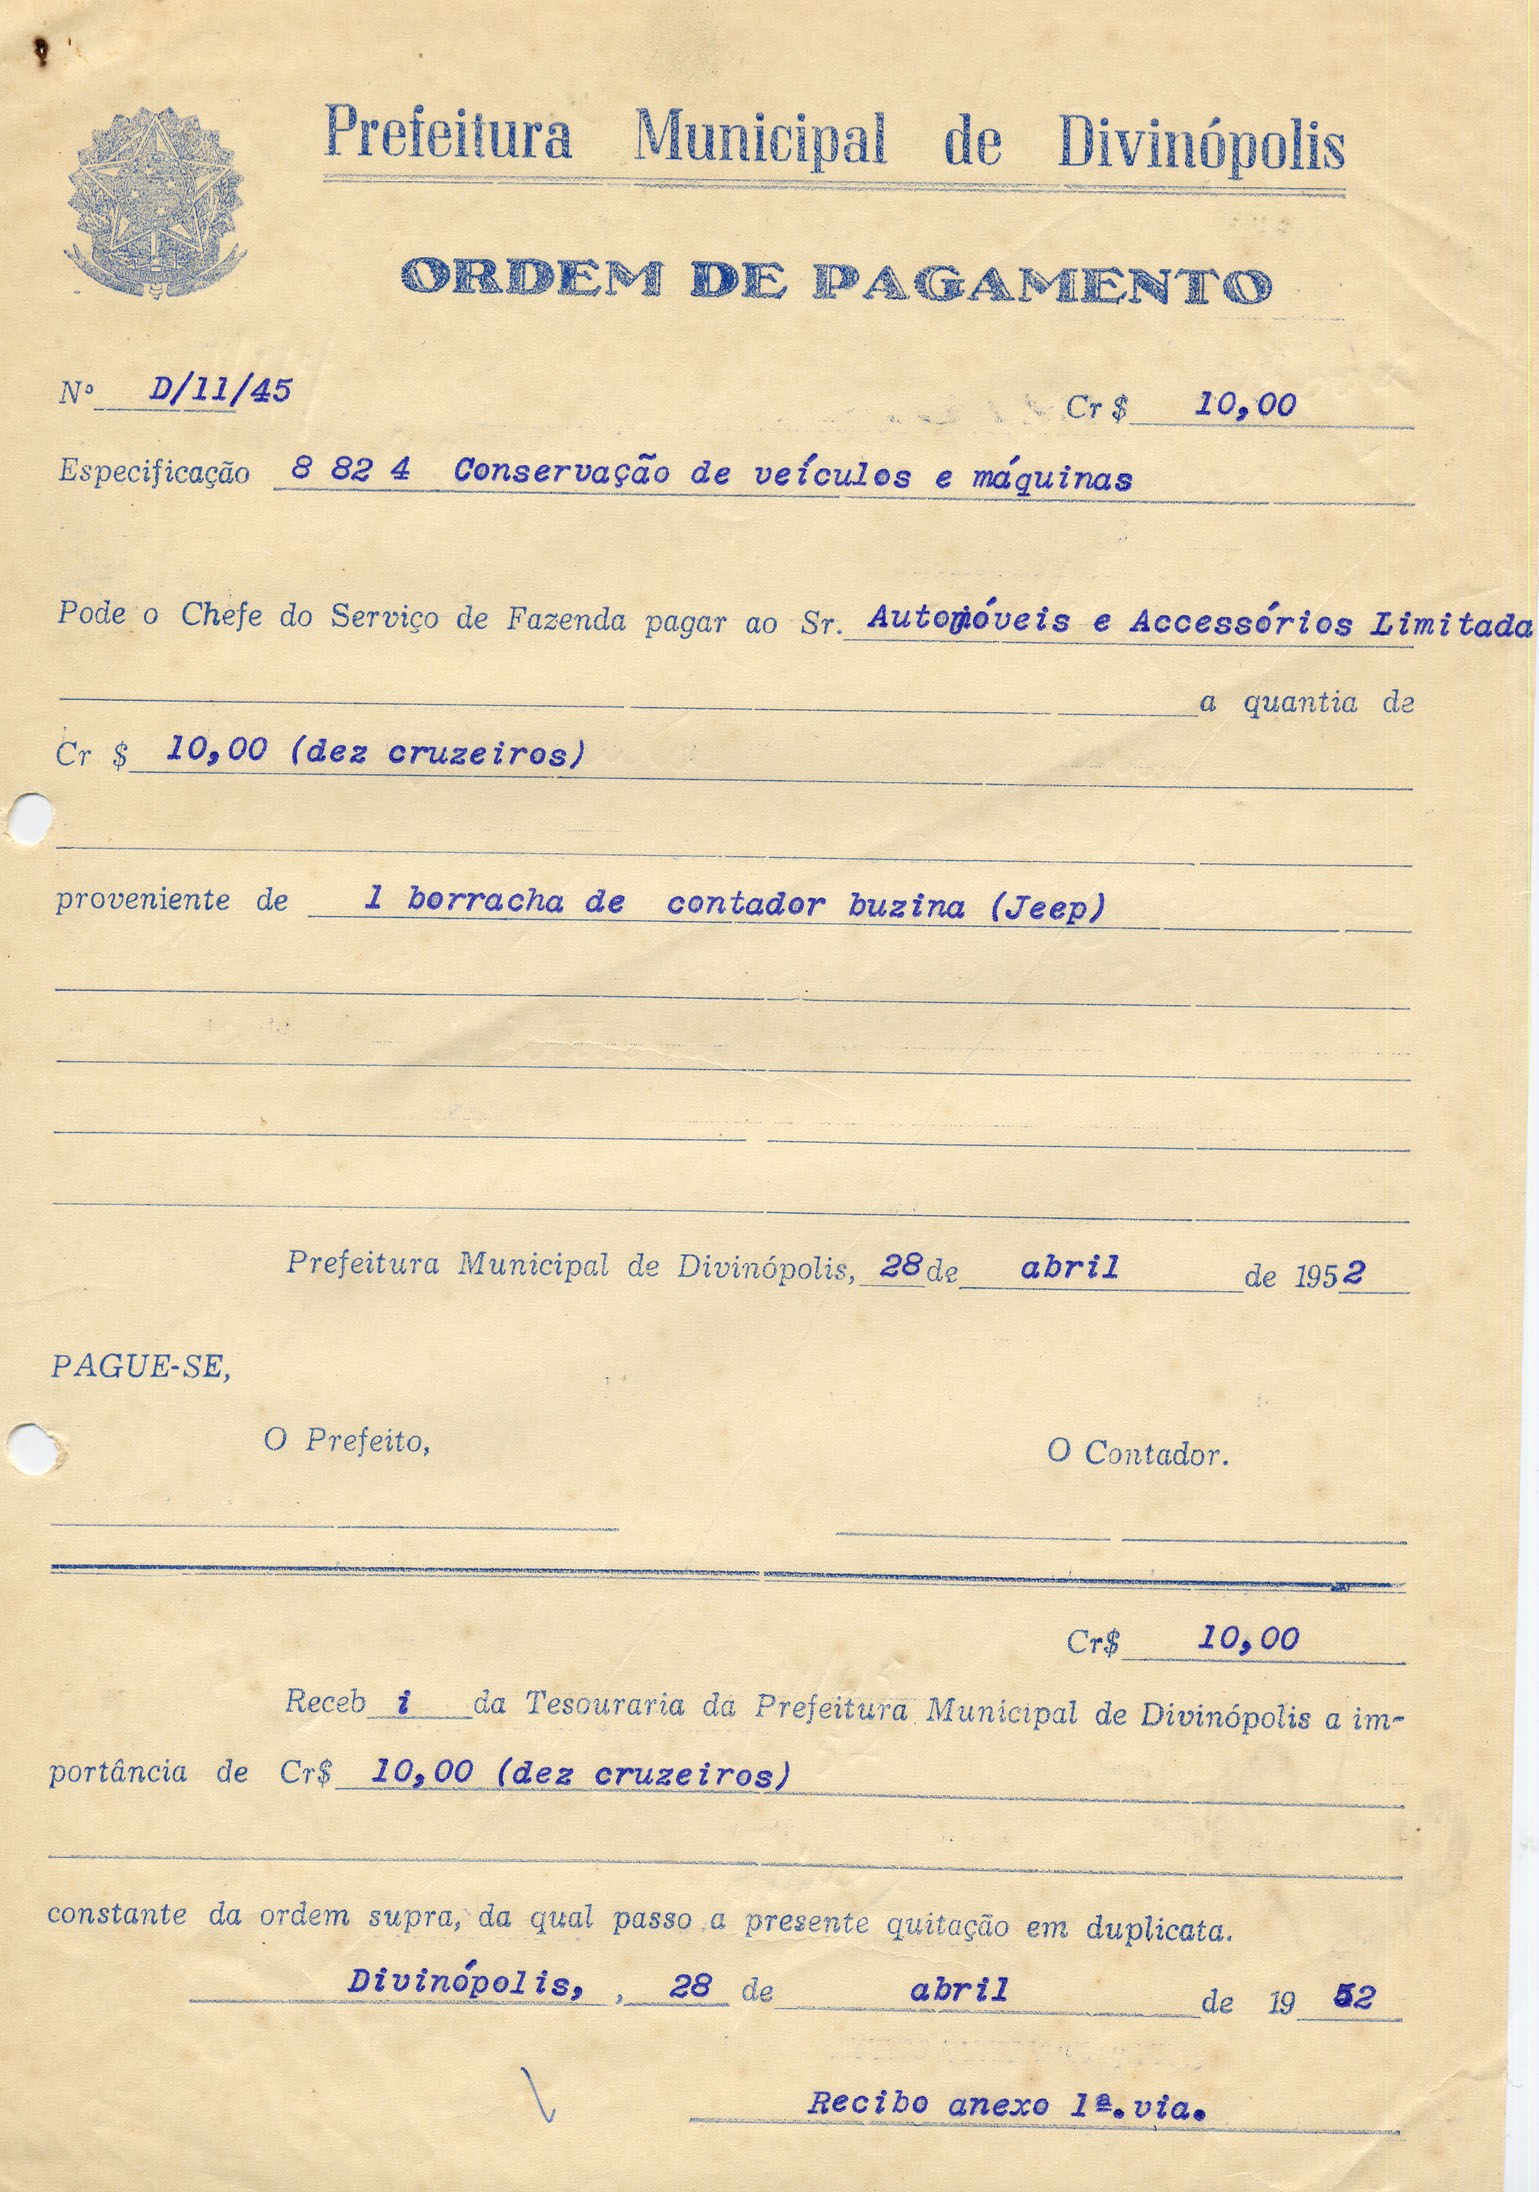 Prefeitura Municipal de Divinópolis
ORDEM DE PAGAMENTO
Nº D/11/45
Cr $ 10,00
Especificação 8 82 4 Conservação de veículos e máquinas
Pode o Chefe do Serviço de Fazenda pagar ao Sr. Automóveis e Accessórios Limitada
a quantia de
Cr $ 10,00 (dez cruzeiros)
proveniente de 1 borracha de contador buzina (Jeep)
Prefeitura Municipal de Divinópolis, 28 de abril de 1952
PAGUE-SE,
O Prefeito, O Contador.
Cr$ 10,00
Receb i da Tesouraria da Prefeitura Municipal de Divinópolis a im-
portância de Cr$ 10,00 (dez cruzeiros)
constante da ordem supra, da qual passo a presente quitação em duplicata.
Divinópolis, , 28 de abril de 19 52
Recibo anexo 1ª. via.